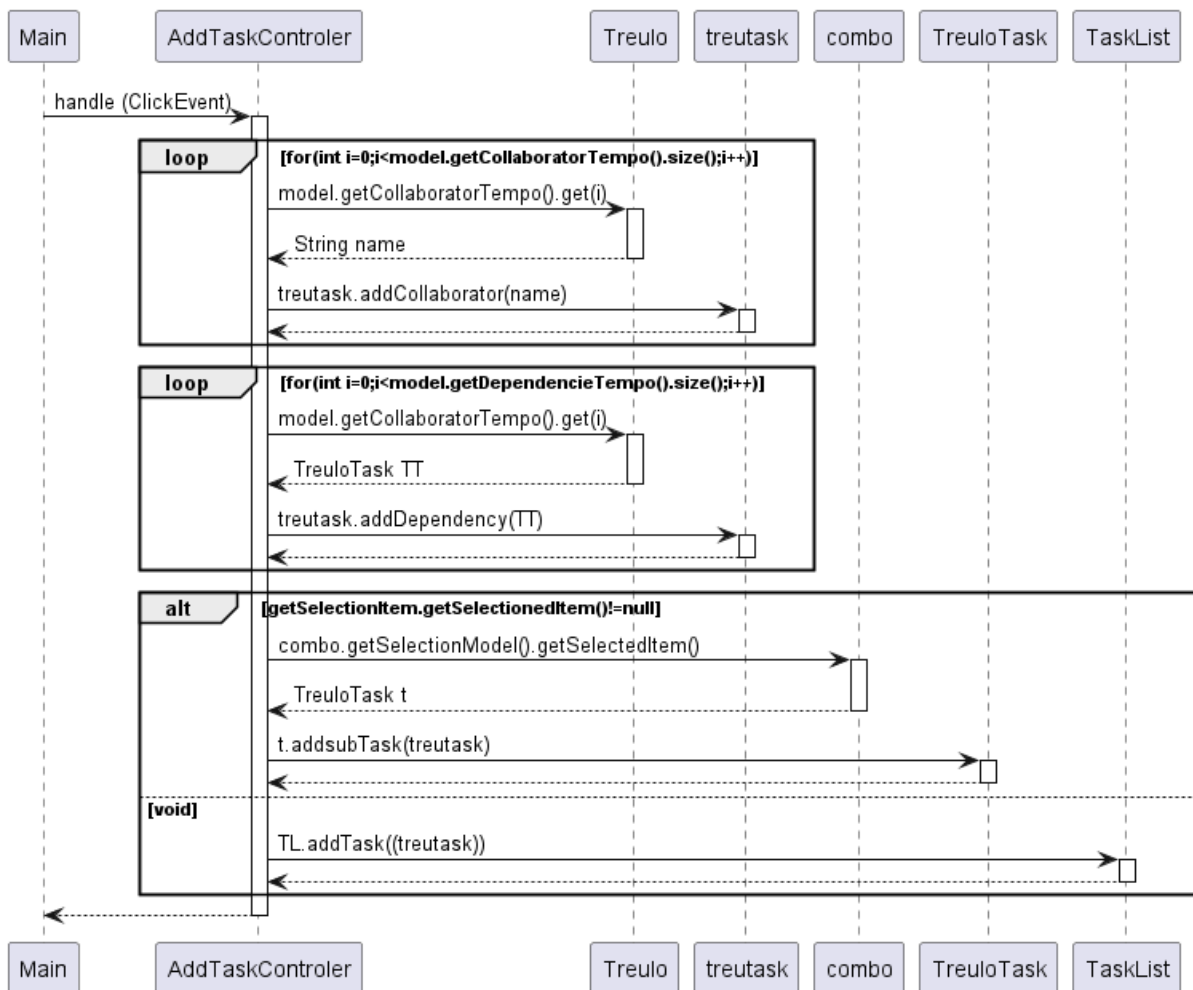 Main AddTaskControler Treulo treutask combo TreuloTask TaskList
handle (ClickEvent)
loop [for(int i=0;i<model.getCollaboratorTempo().size();i++)]
model.getCollaboratorTempo().get(i)
String name
treutask.addCollaborator(name)
loop [for(int i=0;i<model.getDependencieTempo().size();i++)]
model.getCollaboratorTempo().get(i)
TreuloTask TT
treutask.addDependency(TT)
alt [getSelectionItem.getSelectionedItem()!=null]
combo.getSelectionModel().getSelectedItem()
TreuloTask t
t.addsubTask(treutask)
[void]
TL.addTask((treutask))
Main AddTaskControler Treulo treutask combo TreuloTask TaskList